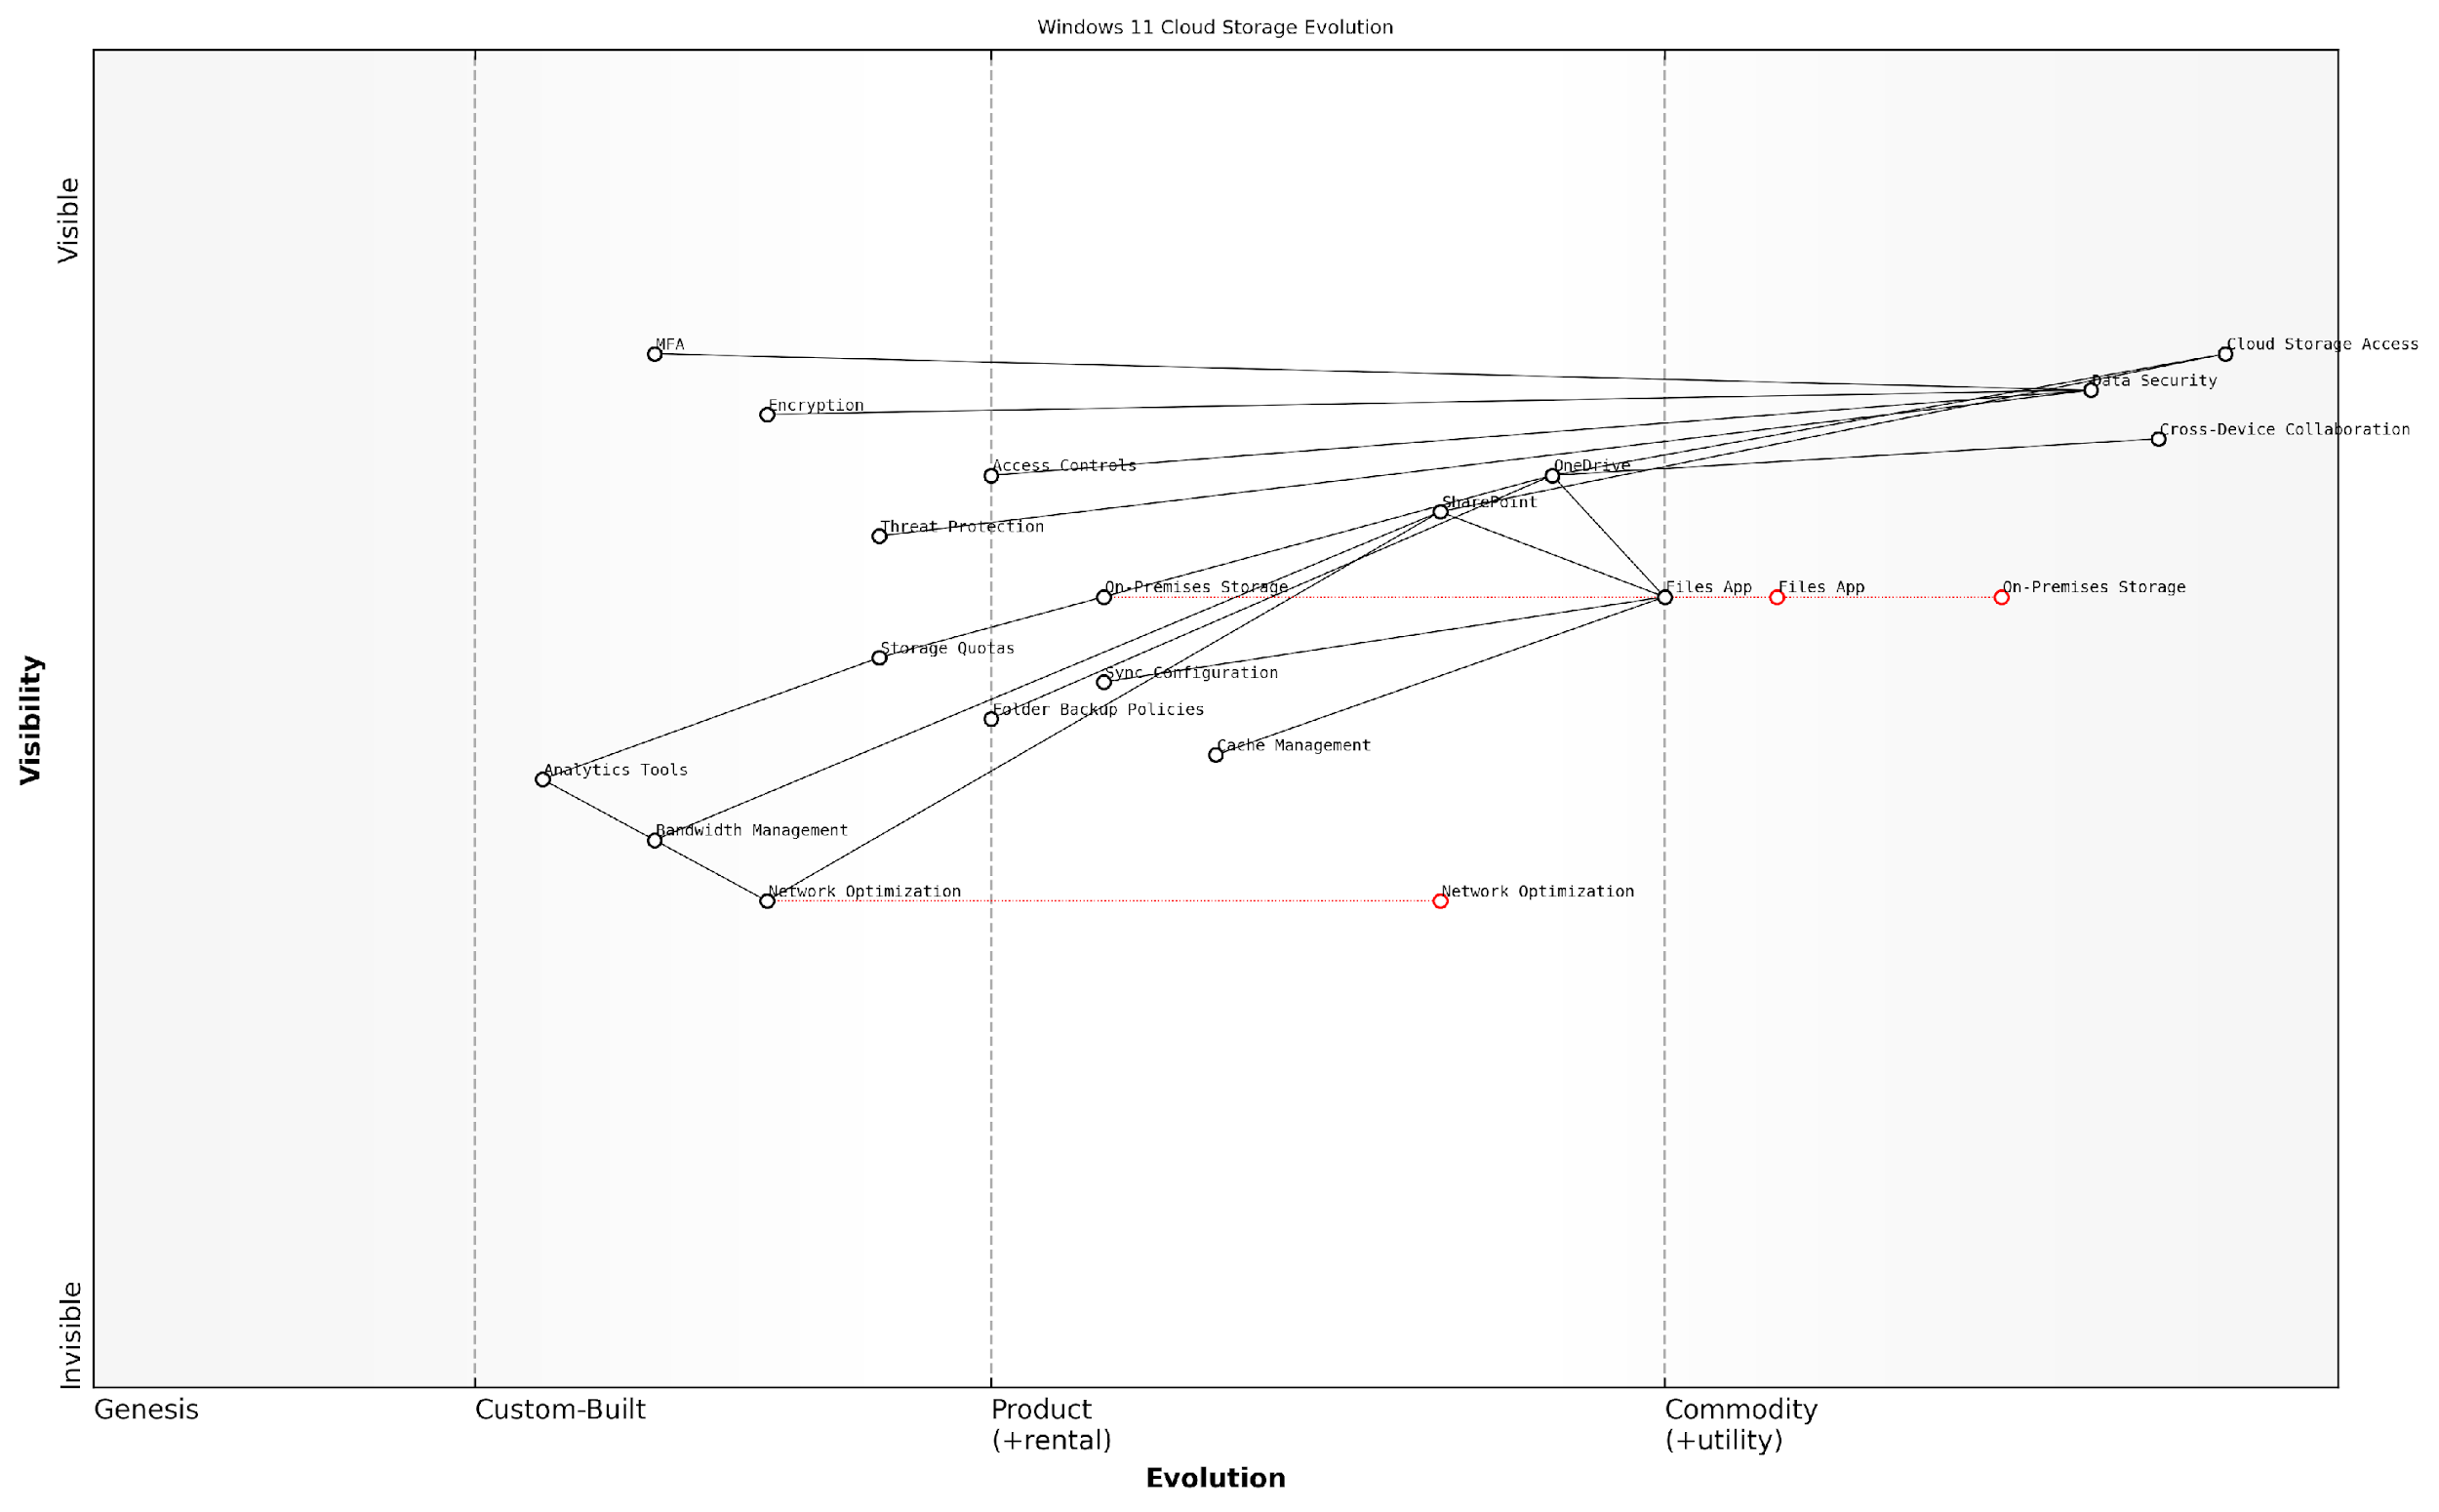 Windows 11 Cloud Storage Evolution
Visible
MFA
Cloud Storage Access
Data Security
Encryption
Cross-Device Collaboration
Access Controls
OneDrive
SharePoint
Threat Protection
On-Premises Storage
Files App
Files App
On-Premises Storage
Storage Quotas
Sync Configuration
Folder Backup Policies
Visibility
Cache Management
Analytics Tools
Bandwidth Management
Network Optimization
Network Optimization
Invisible
Genesis
Custom-Built
Product
(+rental)
Commodity
(+utility)
Evolution